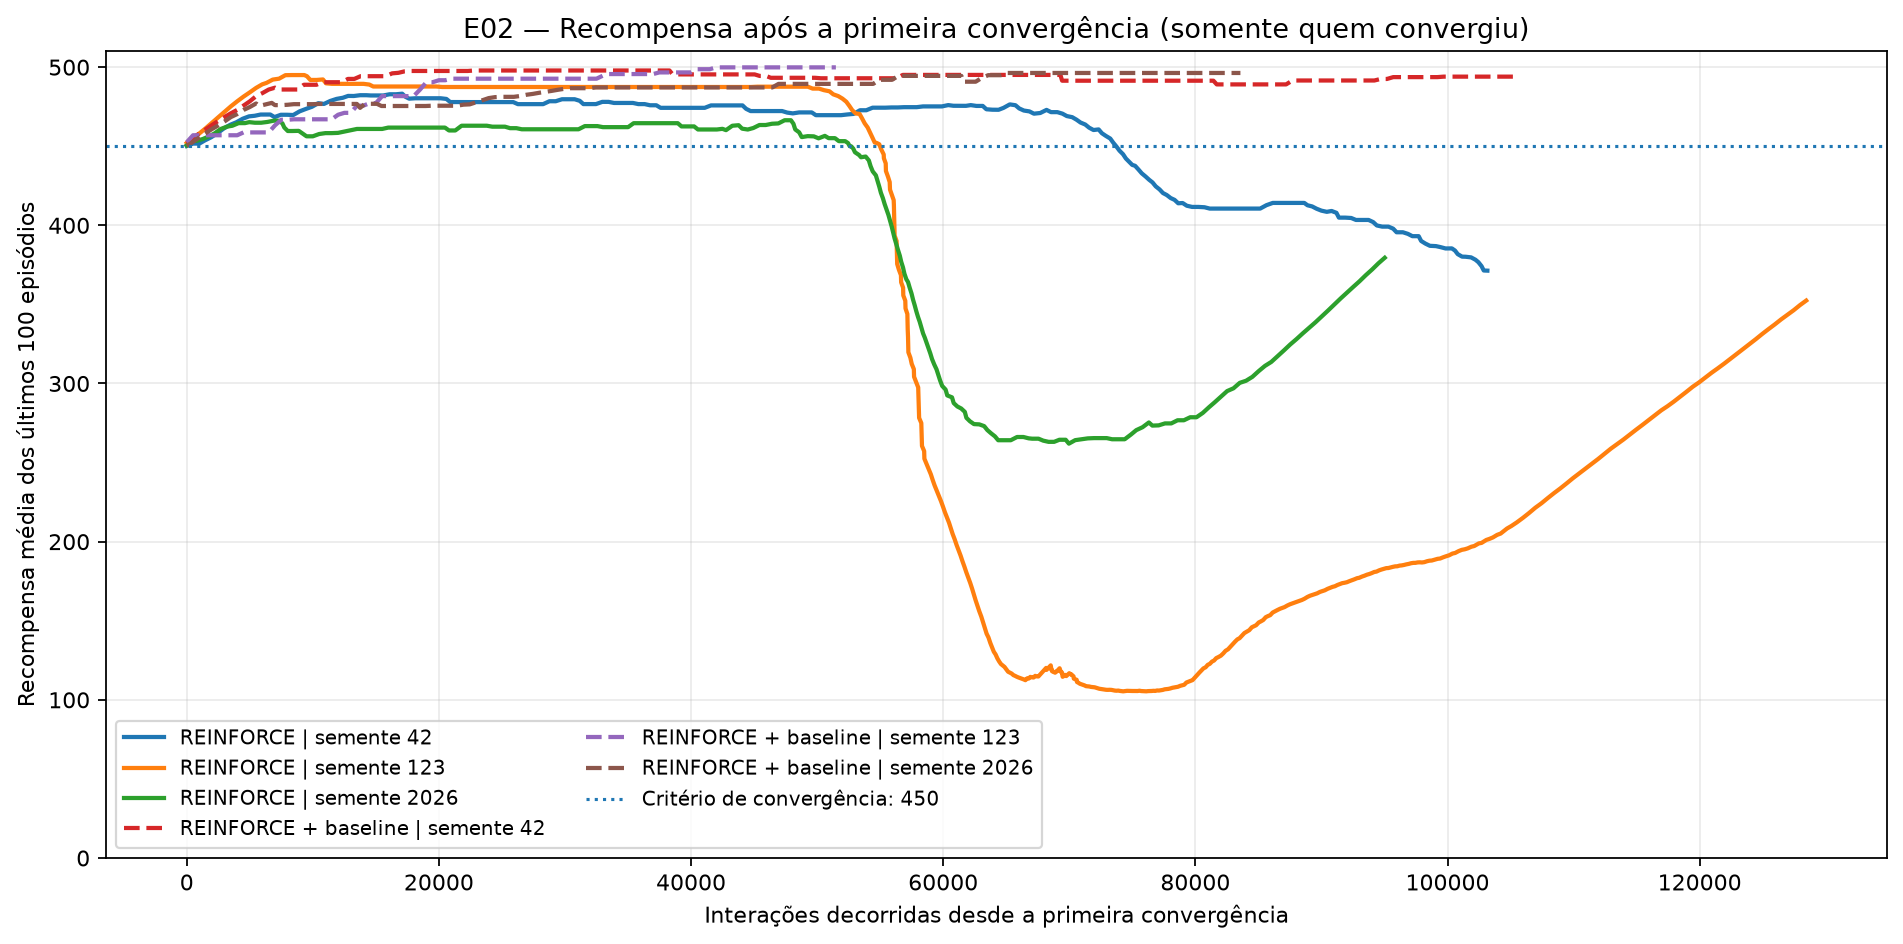 E02 — Recompensa após a primeira convergência (somente quem convergiu)
Recompensa média dos últimos 100 episódios
500
400
300
200
100
0
0
20000
40000
60000
80000
100000
120000
Interações decorridas desde a primeira convergência
REINFORCE | semente 42
REINFORCE | semente 123
REINFORCE | semente 2026
REINFORCE + baseline | semente 42
REINFORCE + baseline | semente 123
REINFORCE + baseline | semente 2026
Critério de convergência: 450